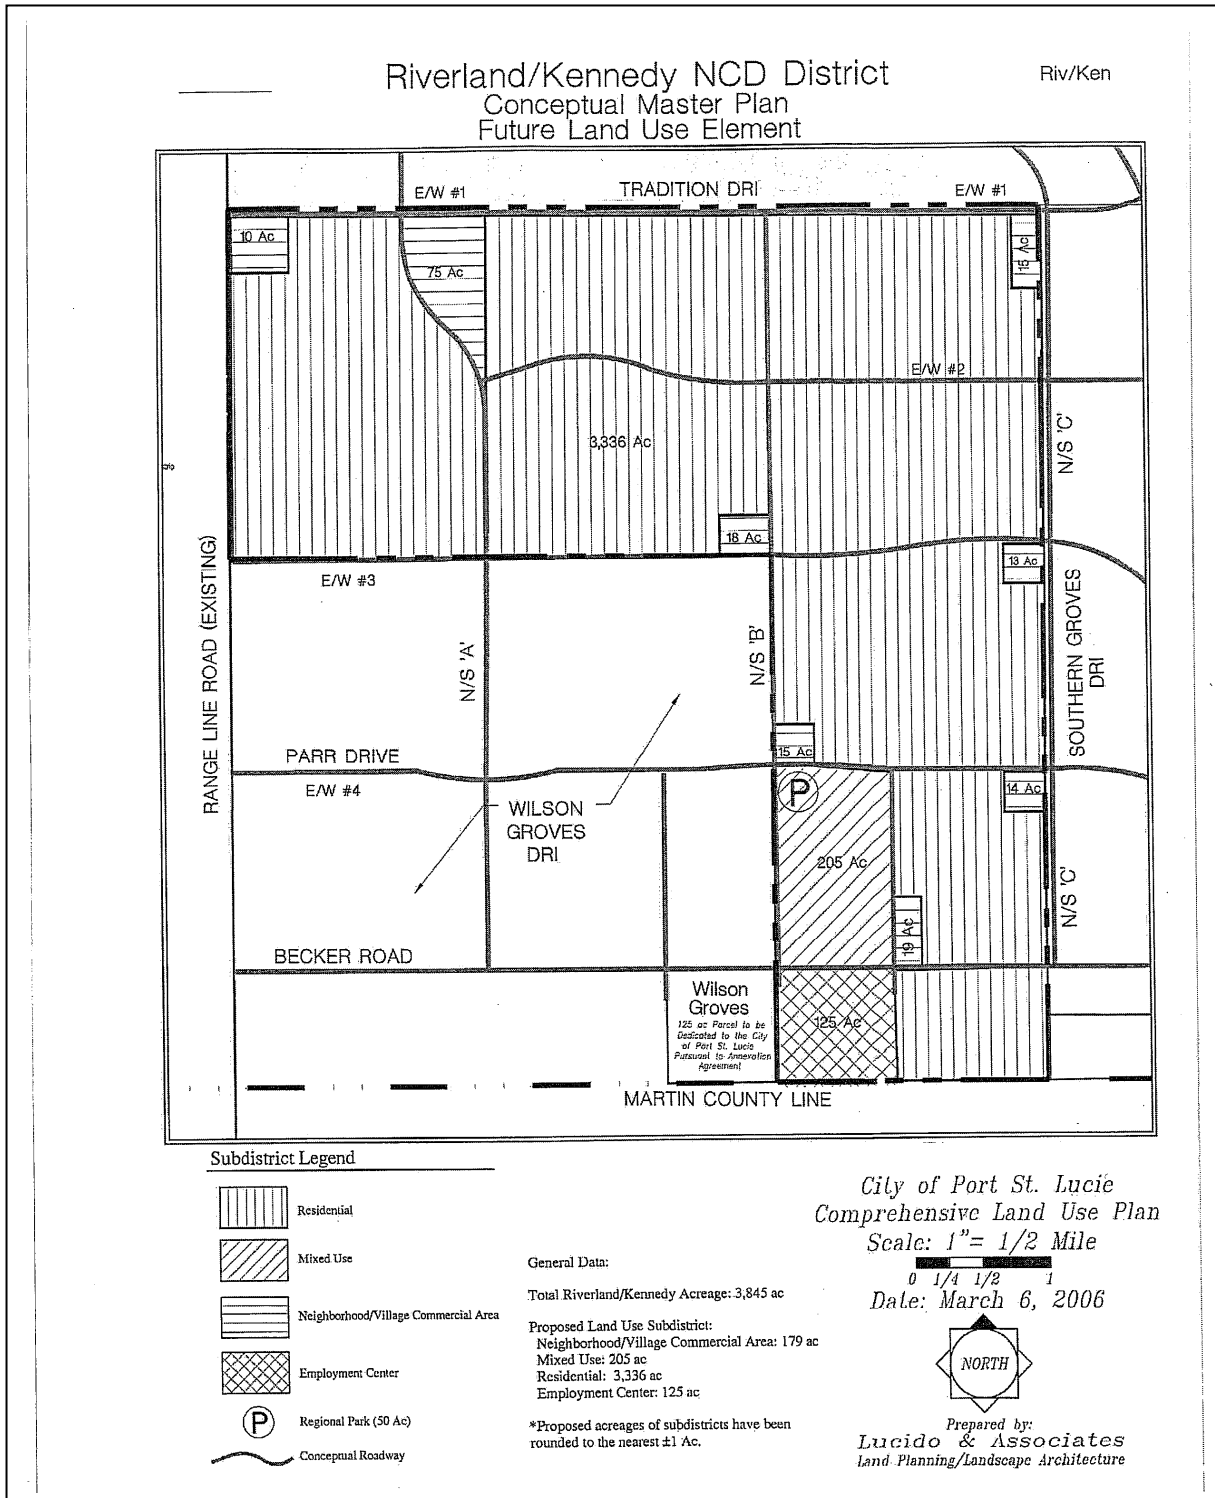 Riverland/Kennedy NCD District
Riv/Ken
Conceptual Master Plan
Future Land Use Element
E/W #1
TRADITION DRI
E/W #1
10 Ac
75 Ac
15 Ac
E/W #2
3,336 Ac
N/S 'C'
18 Ac
13 Ac
E/W #3
RANGE LINE ROAD (EXISTING)
N/S 'A'
N/S 'B'
SOUTHERN GROVES
DRI
15 Ac
PARR DRIVE
E/W #4
P
14 Ac
WILSON
GROVES
DRI
205 Ac
N/S 'C'
19 Ac
BECKER ROAD
Wilson
Groves
125 ac Parcel to be
Dedicated to the City
of Port St. Lucie
Pursuant to Annexation
Agreement
125 Ac
MARTIN COUNTY LINE
Subdistrict Legend
Residential
Mixed Use
Neighborhood/Village Commercial Area
Employment Center
P
Regional Park (50 Ac)
Conceptual Roadway
General Data:
Total Riverland/Kennedy Acreage: 3,845 ac
Proposed Land Use Subdistrict:
Neighborhood/Village Commercial Area: 179 ac
Mixed Use: 205 ac
Residential: 3,336 ac
Employment Center: 125 ac
*Proposed acreages of subdistricts have been
rounded to the nearest ±1 Ac.
City of Port St. Lucie
Comprehensive Land Use Plan
Scale: 1"= 1/2 Mile
0 1/4 1/2 1
Date: March 6, 2006
NORTH
Prepared by:
Lucido & Associates
Land Planning/Landscape Architecture